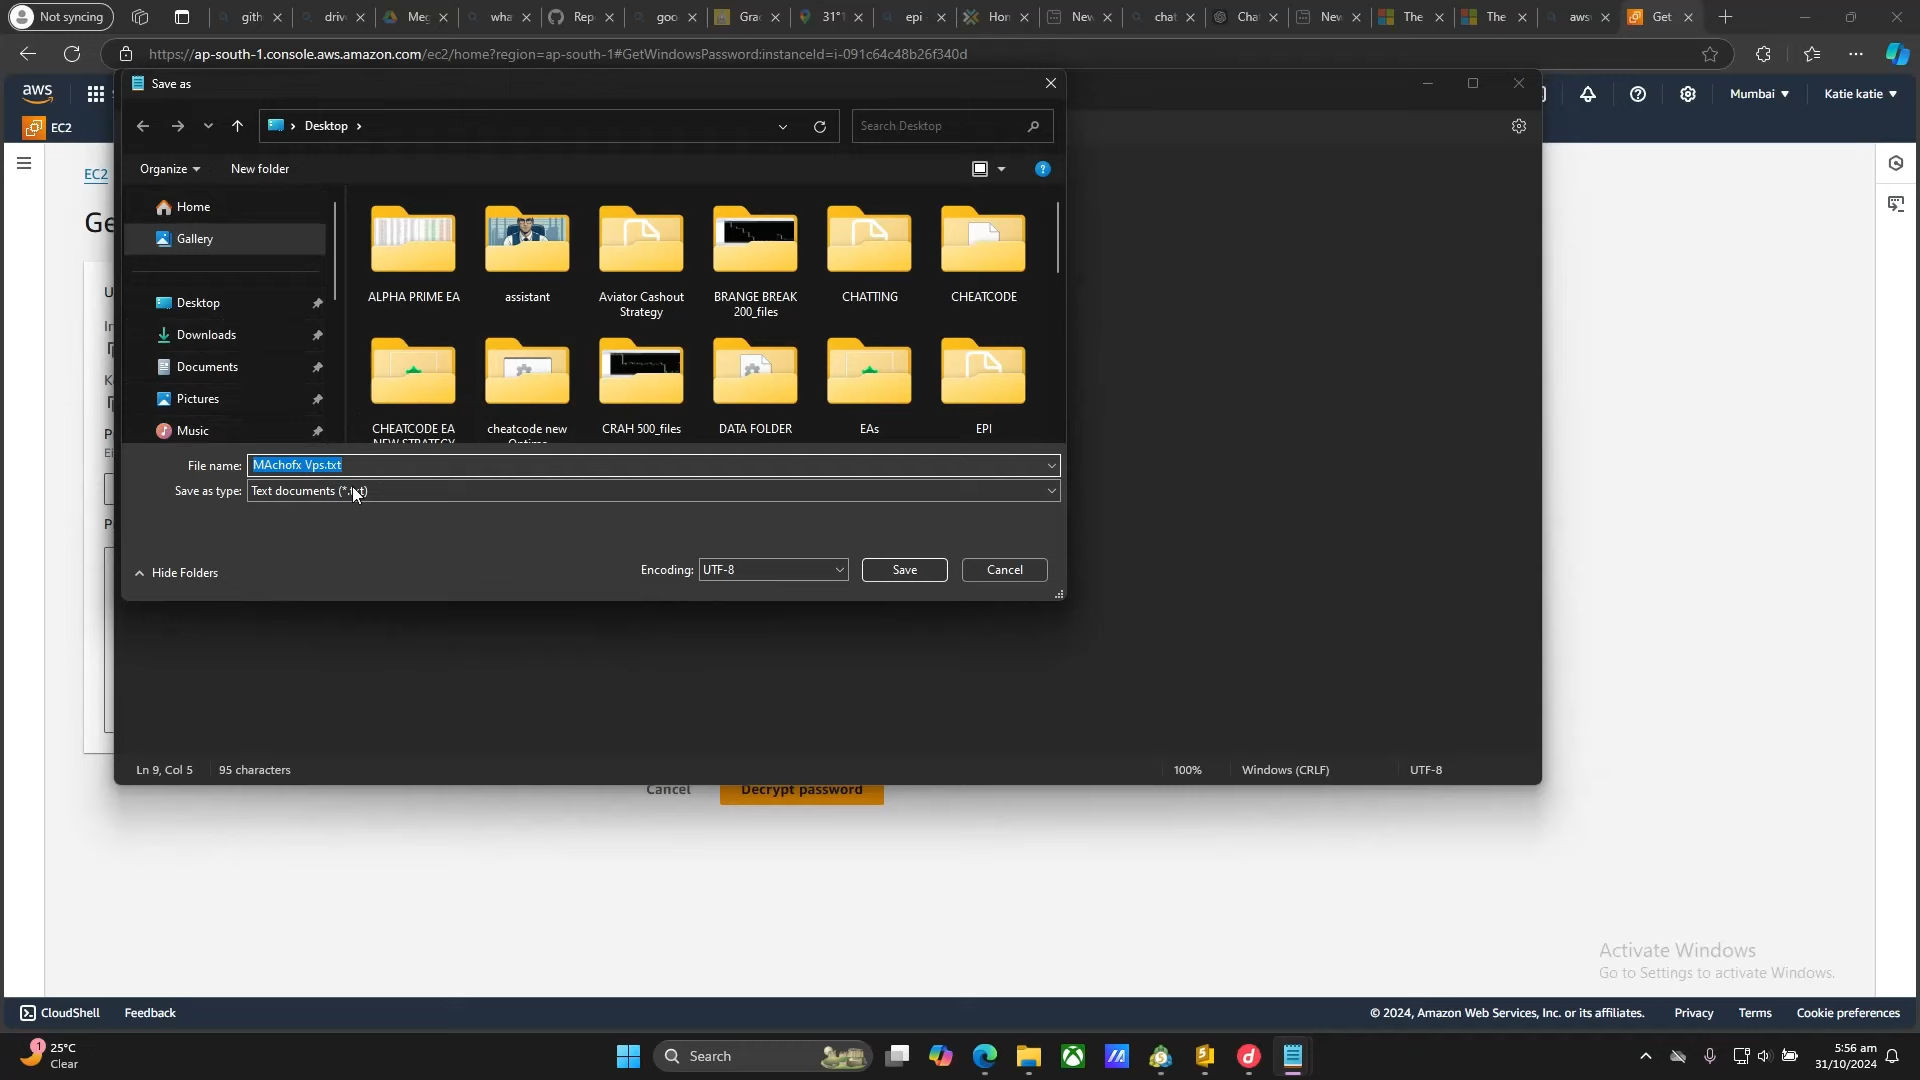 Not syncing
gith
driv
Meg
wha
Rep
goo
Grac
31°
epi
Hon
New
chat
Cha
New
The
The
aws
Get
https://ap-south-1.console.aws.amazon.com/ec2/home?region=ap-south-1#GetWindowsPassword:instanceId=i-091c64c48b26f340d
Save as
aws
Mumbai
Katie katie
EC2
Desktop
Search Desktop
Organize
New folder
EC2
Ge
Home
Gallery
Desktop
Downloads
Documents
Pictures
Music
ALPHA PRIME EA
assistant
Aviator Cashout
Strategy
BRANGE BREAK
200_files
CHATTING
CHEATCODE
CHEATCODE EA
NEW STRATEGY
cheatcode new
CRAH 500_files
DATA FOLDER
EAs
EPI
File name: MAchofx Vps.txt
Save as type: Text documents (*.txt)
Hide Folders
Encoding: UTF-8
Save
Cancel
Ln 9, Col 5
95 characters
100%
Windows (CRLF)
UTF-8
Cancel
Decrypt password
Activate Windows
Go to Settings to activate Windows.
CloudShell
Feedback
© 2024, Amazon Web Services, Inc. or its affiliates.
Privacy
Terms
Cookie preferences
1
25°C
Clear
Search
5:56 am
31/10/2024